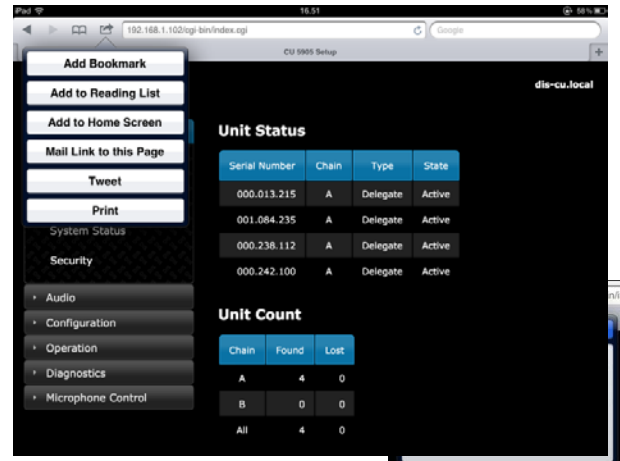 iPad 16.51 58%
192.168.1.102/cgi-bin/index.cgi Google
CU 5905 Setup
dis-cu.local
Add Bookmark
Add to Reading List
Add to Home Screen
Mail Link to this Page
Tweet
Print
System Status
Security
Audio
Configuration
Operation
Diagnostics
Microphone Control
Unit Status
Serial Number Chain Type State
000.013.215 A Delegate Active
001.084.235 A Delegate Active
000.238.112 A Delegate Active
000.242.100 A Delegate Active
Unit Count
Chain Found Lost
A 4 0
B 0 0
All 4 0